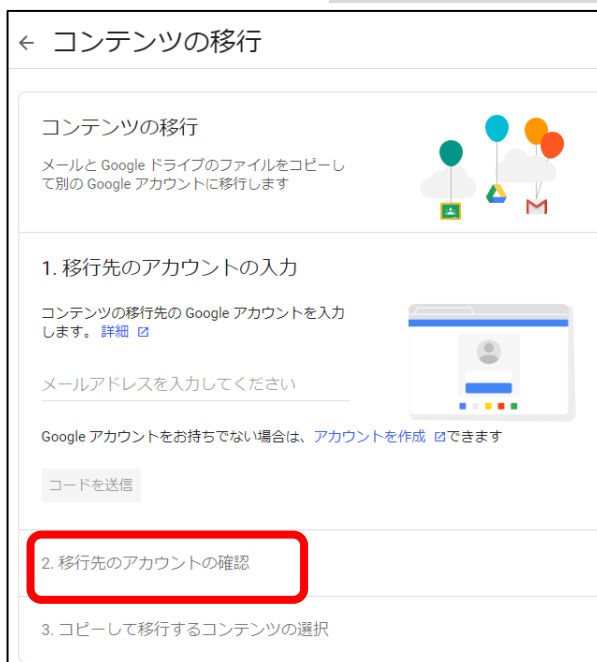 ← コンテンツの移行
コンテンツの移行
メールと Google ドライブのファイルをコピーし
て別の Google アカウントに移行します
1. 移行先のアカウントの入力
コンテンツの移行先の Google アカウントを入力
します。 詳細
メールアドレスを入力してください
Google アカウントをお持ちでない場合は、アカウントを作成 できます
コードを送信
2. 移行先のアカウントの確認
3. コピーして移行するコンテンツの選択